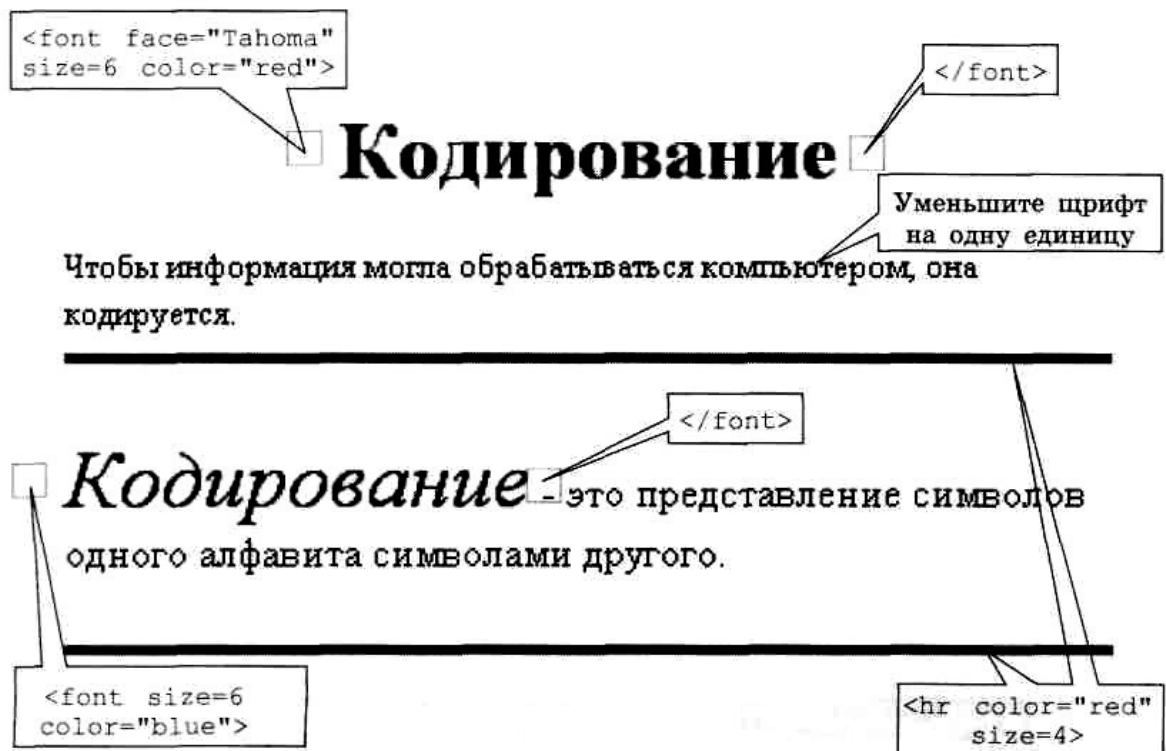 <font face="Tahoma"
size=6 color="red">
</font>
Кодирование
Уменьшите щрифт
на одну единицу
Чтобы информация могла обрабатываться компьютером, она
кодируется.
</font>
Кодирование - это представление символов
одного алфавита символами другого.
<font size=6
color="blue">
<hr color="red"
size=4>